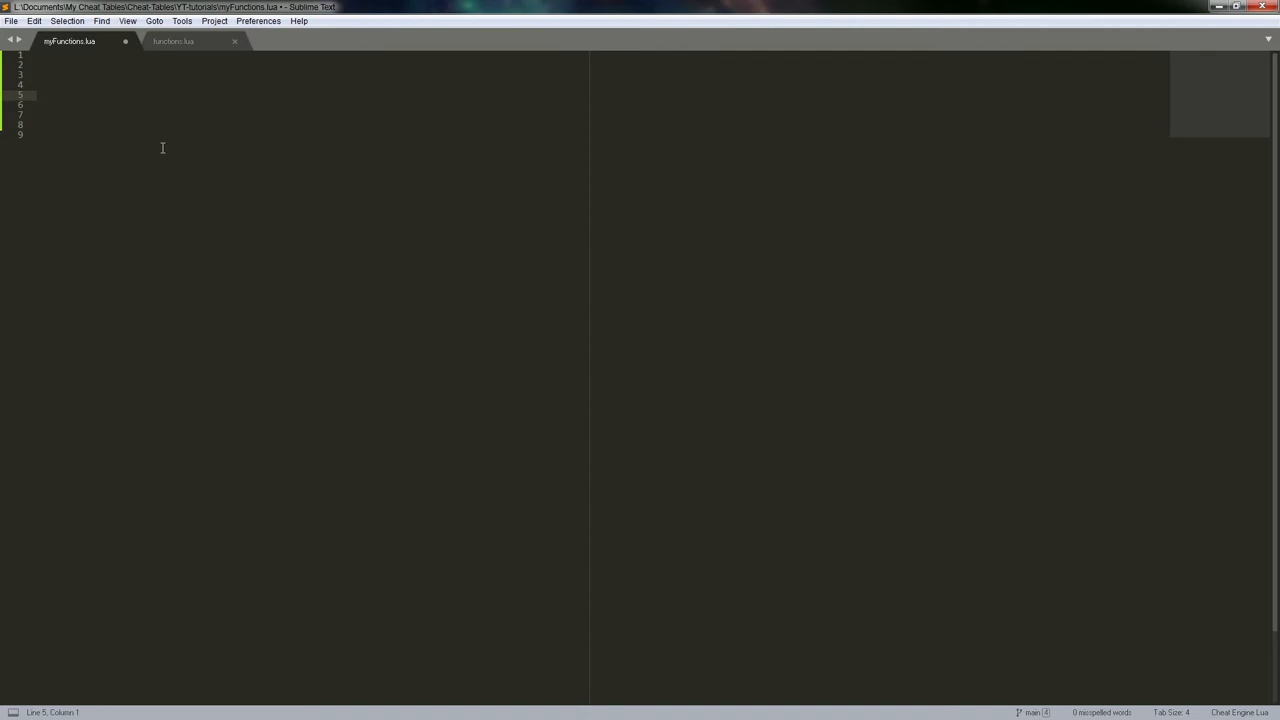 L:\Documents\My Cheat Tables\Cheat-Tables\YT-tutorials\myFunctions.lua • - Sublime Text
File Edit Selection Find View Goto Tools Project Preferences Help
myFunctions.lua functions.lua
1
2
3
4
5
6
7
8
9
Line 5, Column 1 main 4 0 misspelled words Tab Size: 4 Cheat Engine Lua